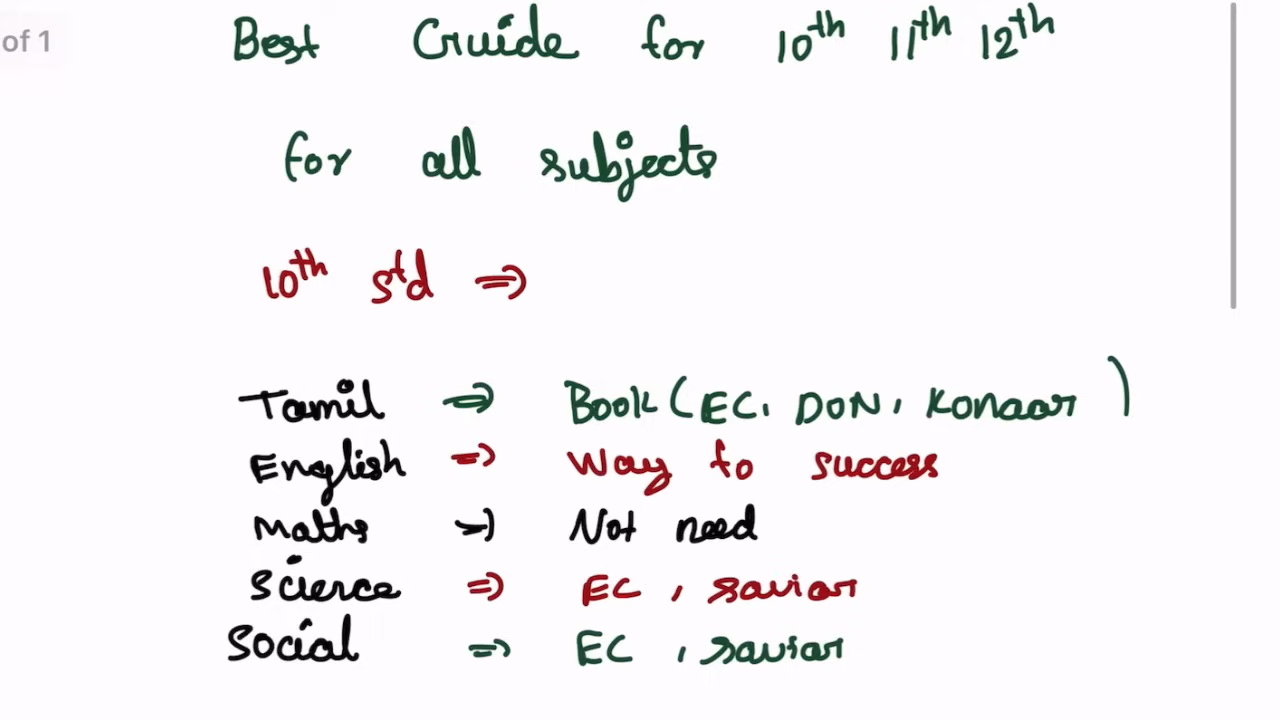 of 1
Best Guide for 10th 11th 12th
for all subjects
10th std ⇒
Tamil ⇒ Book (EC, DON, Konaar)
English ⇒ Way to success
Maths → Not need
Science ⇒ EC, savior
Social ⇒ EC, savior